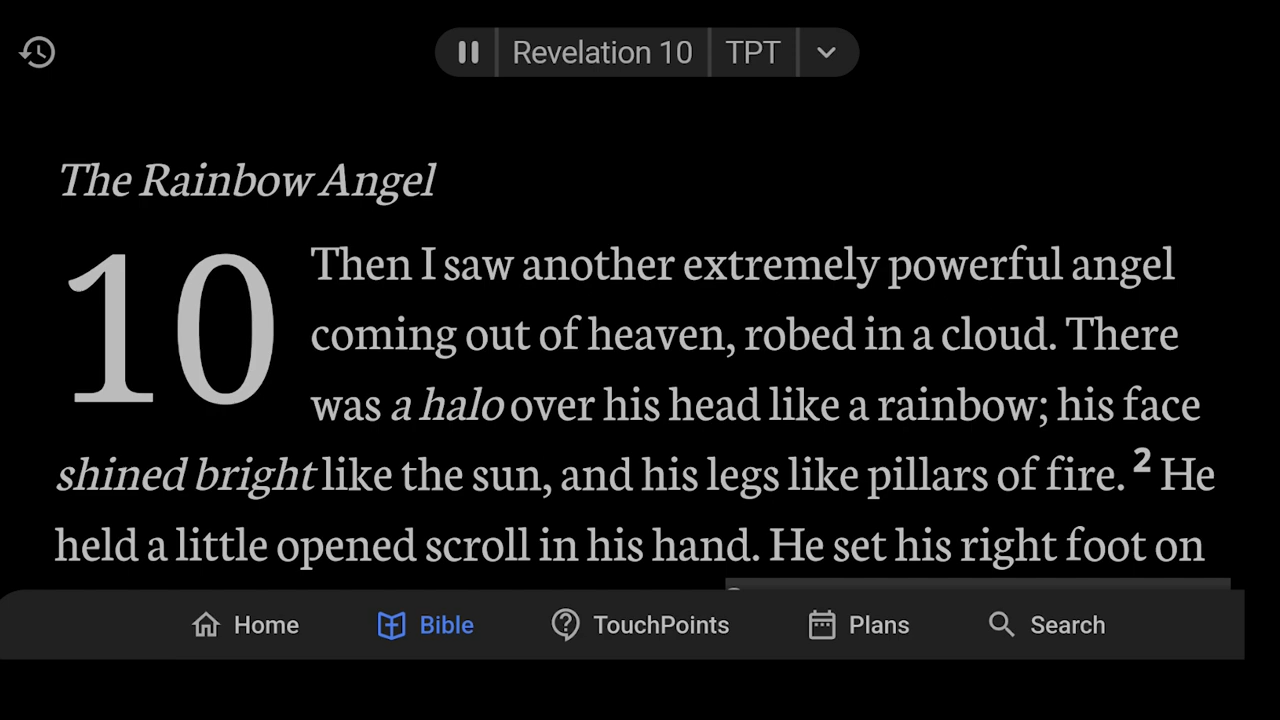 Revelation 10 TPT
The Rainbow Angel
10 Then I saw another extremely powerful angel
coming out of heaven, robed in a cloud. There
was a halo over his head like a rainbow; his face
shined bright like the sun, and his legs like pillars of fire. 2 He
held a little opened scroll in his hand. He set his right foot on
Home Bible TouchPoints Plans Search